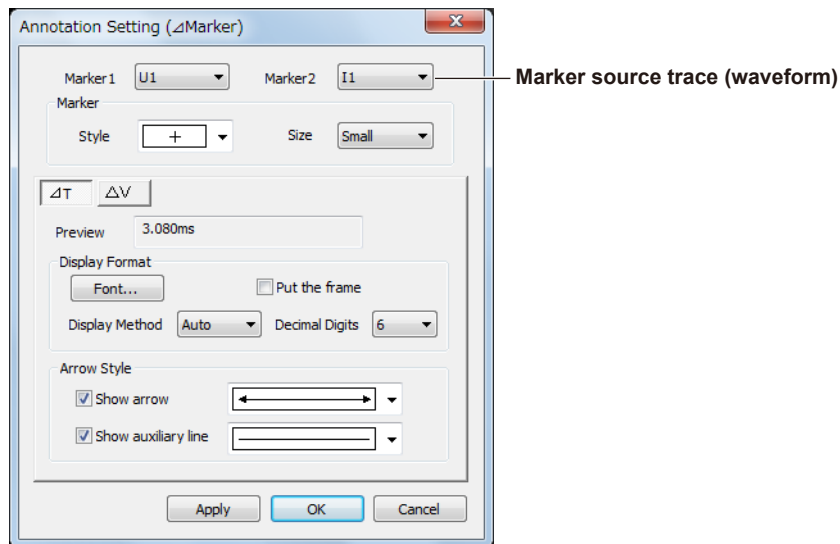 Annotation Setting (⊿Marker)
Marker1 U1 Marker2 I1 Marker source trace (waveform)
Marker
Style + Size Small
⊿T △V
Preview 3.080ms
Display Format
Font... Put the frame
Display Method Auto Decimal Digits 6
Arrow Style
Show arrow
Show auxiliary line
Apply OK Cancel